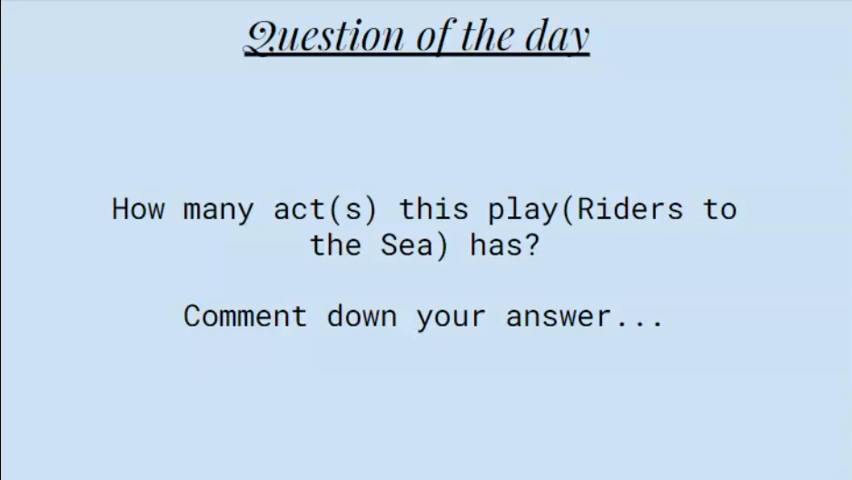 Question of the day
How many act(s) this play(Riders to
the Sea) has?
Comment down your answer...